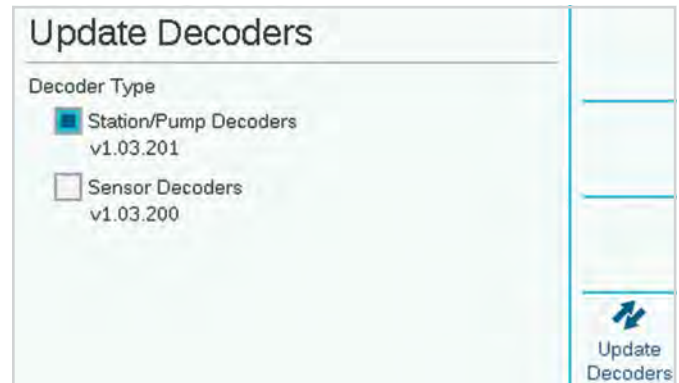 Update Decoders
Decoder Type
Station/Pump Decoders
v1.03.201
Sensor Decoders
v1.03.200
Update
Decoders